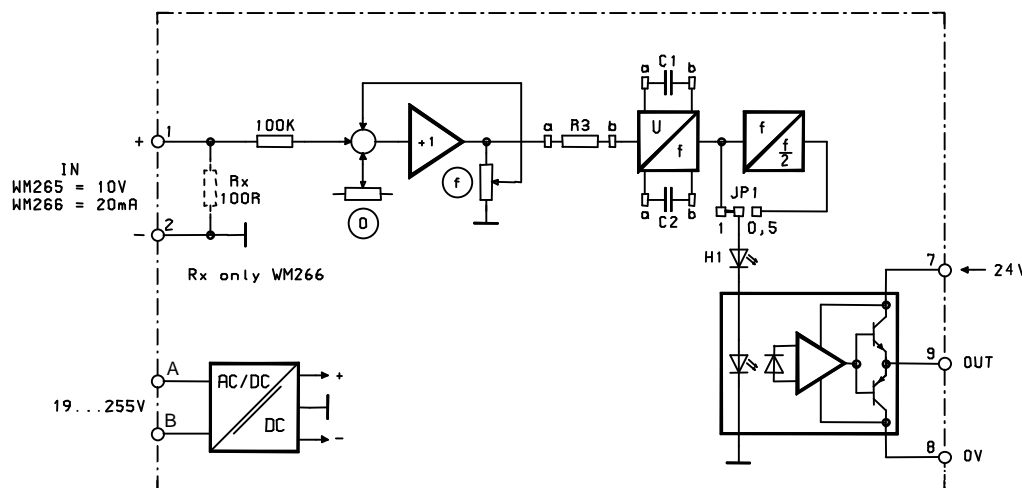 C1
a b
100K
a R3 b
U
f
f
f
2
+ 1
+1
f
IN
WM265 = 10V
WM266 = 20mA
Rx
100R
O
JP1
a b
C2
1 0,5
- 2
Rx only WM266
H1
7
24V
A
AC/DC
+
9 OUT
19...255V
B
DC
-
8 0V